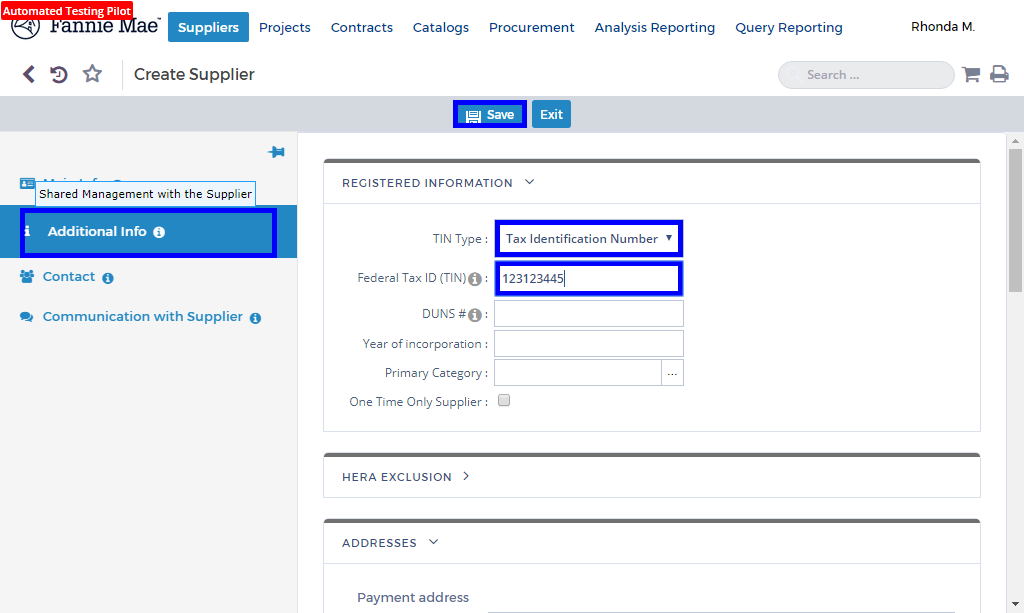 Automated Testing Pilot
Fannie Mae
Suppliers Projects Contracts Catalogs Procurement Analysis Reporting Query Reporting Rhonda M.
Create Supplier
Search ...
Save Exit
Shared Management with the Supplier
Additional Info
Contact
Communication with Supplier
REGISTERED INFORMATION
TIN Type : Tax Identification Number
Federal Tax ID (TIN) : 123123445
DUNS # :
Year of incorporation :
Primary Category : ...
One Time Only Supplier :
HERA EXCLUSION
ADDRESSES
Payment address